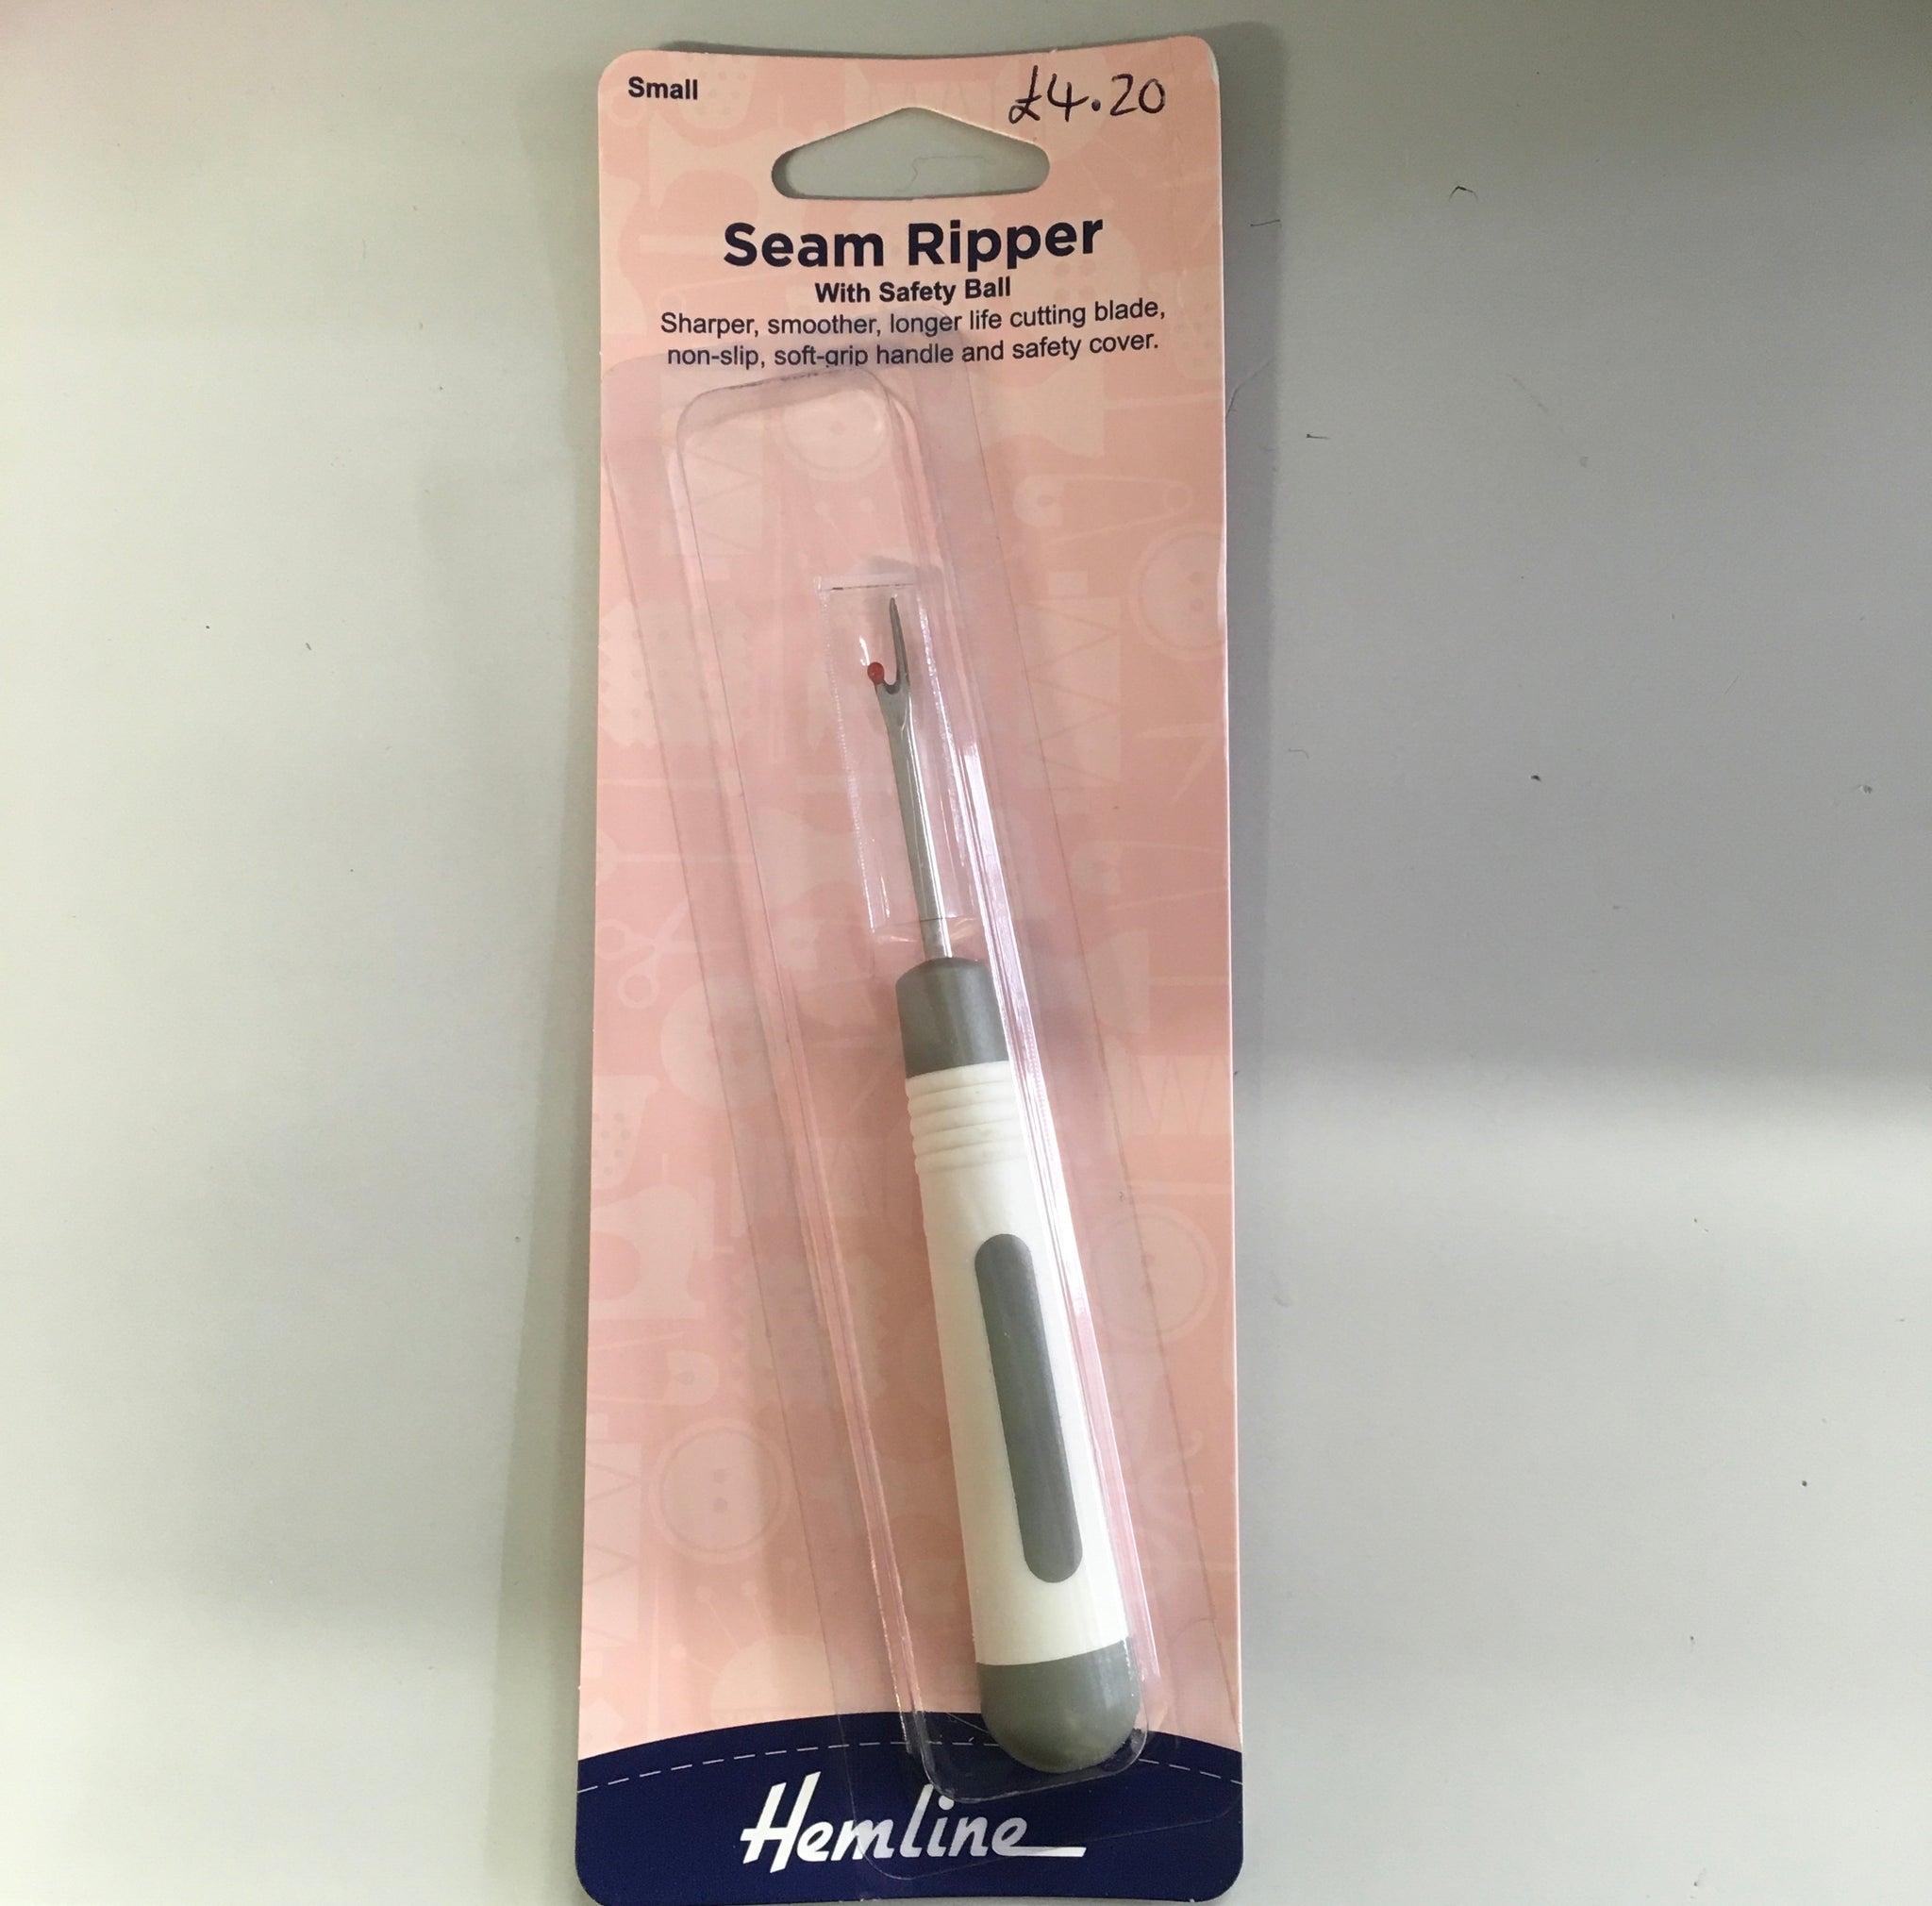 Small
£4.20
Seam Ripper
With Safety Ball
Sharper, smoother, longer life cutting blade,
non-slip, soft-grip handle and safety cover.
Hemline